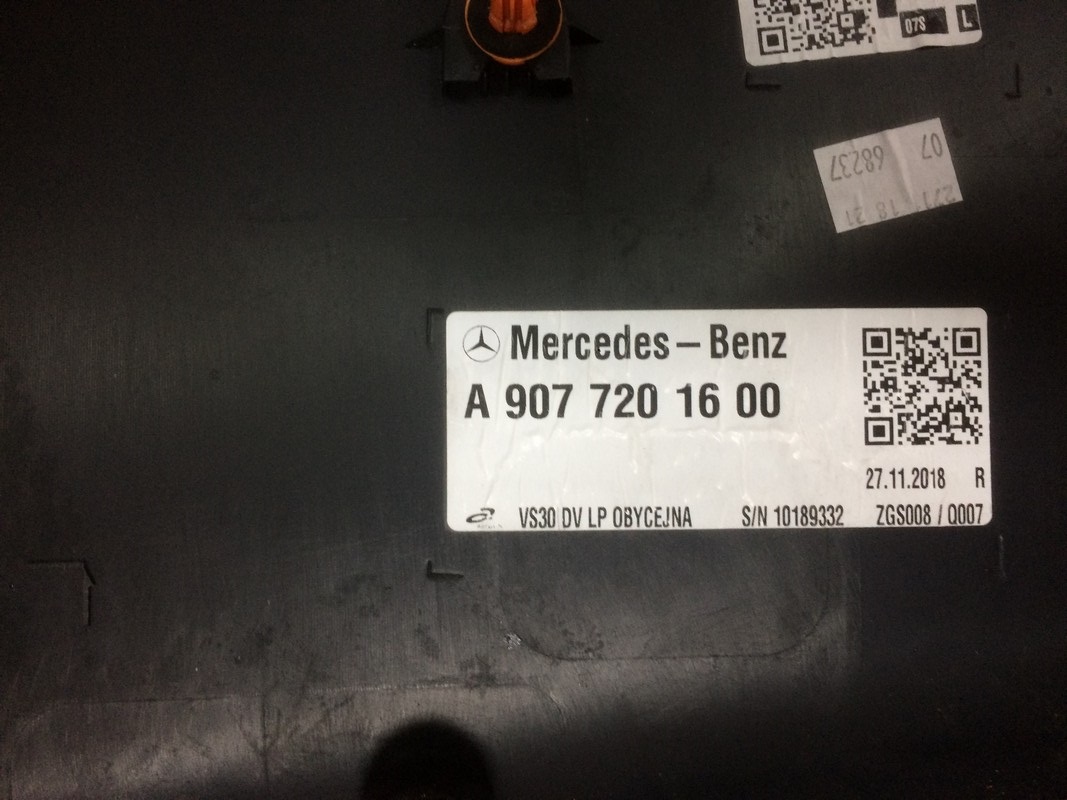 07S L
07 68237
18 21
Mercedes – Benz
A 907 720 16 00
27.11.2018 R
VS30 DV LP OBYCEJNA S/N 10189332 ZGS008 / Q007